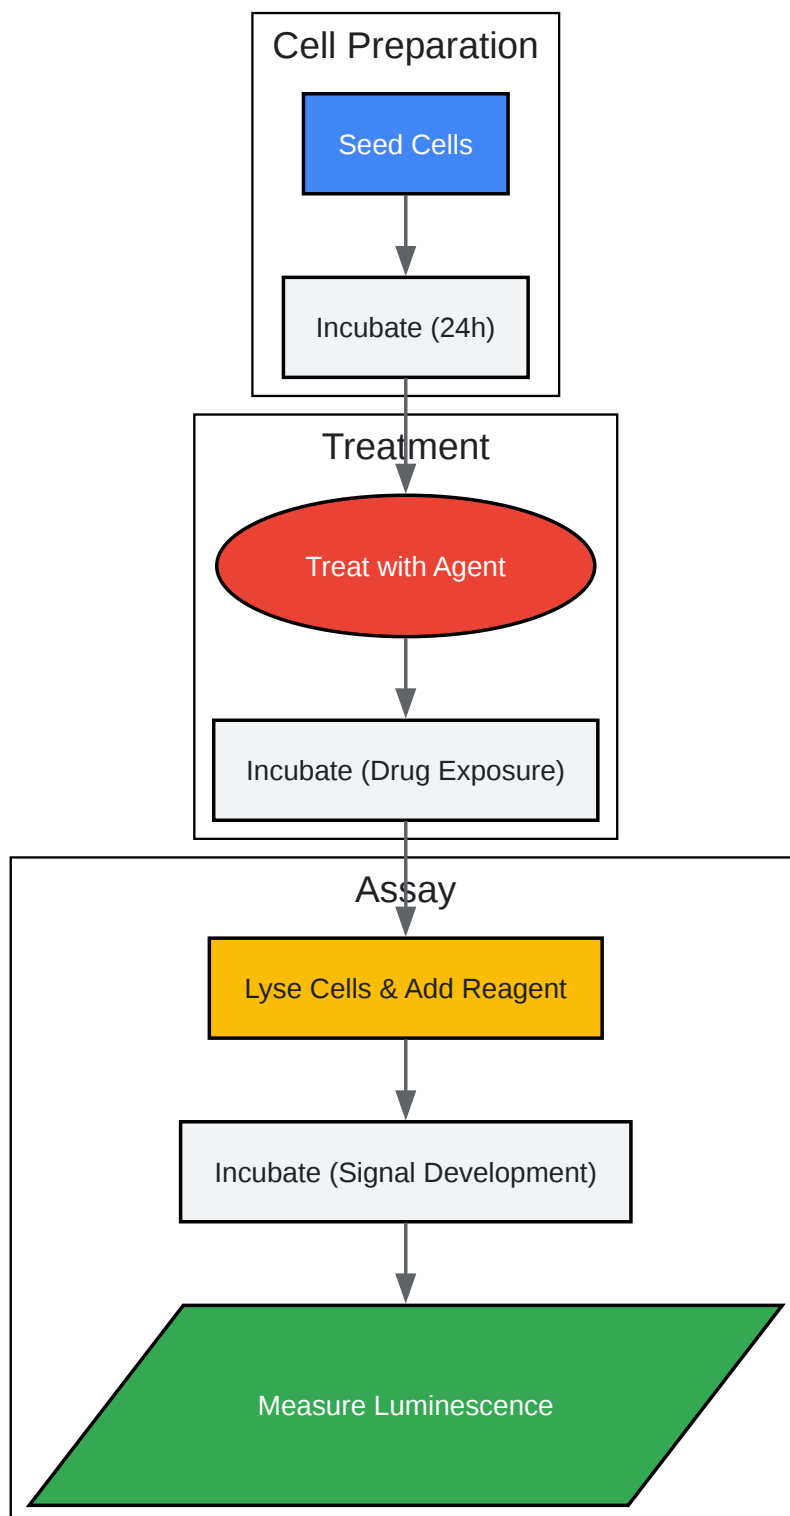 Cell Preparation
Seed Cells
Incubate (24h)
Treatment
Treat with Agent
Incubate (Drug Exposure)
Assay
Lyse Cells & Add Reagent
Incubate (Signal Development)
Measure Luminescence